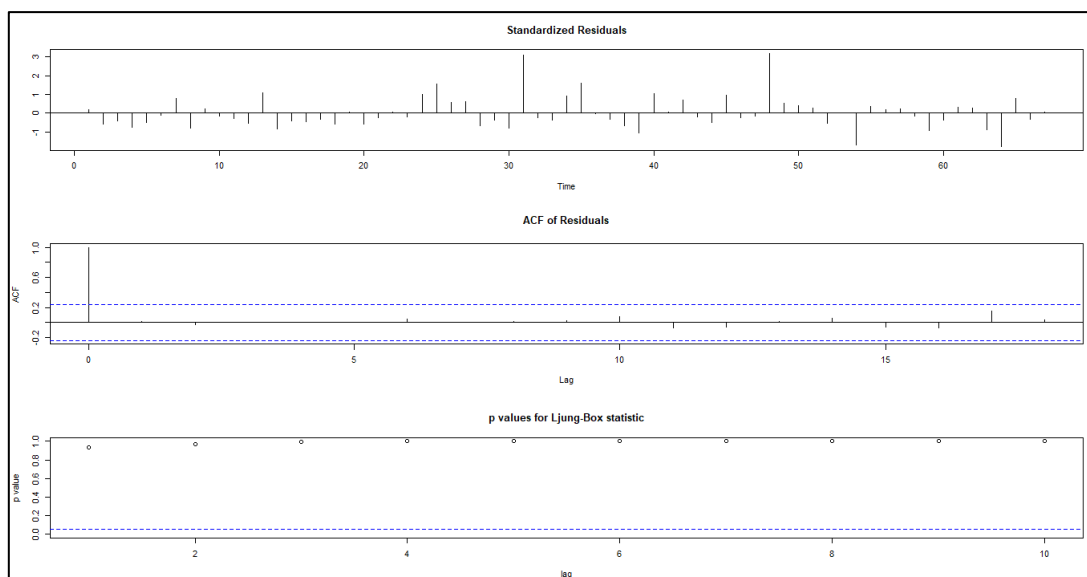 Standardized Residuals
3
2
1
0
-1
0 10 20 30 40 50 60
Time
ACF of Residuals
1.0
0.6
0.2
-0.2
ACF
0 5 10 15
Lag
p values for Ljung-Box statistic
1.0
0.8
0.6
0.4
0.2
0.0
p value
2 4 6 8 10
lag